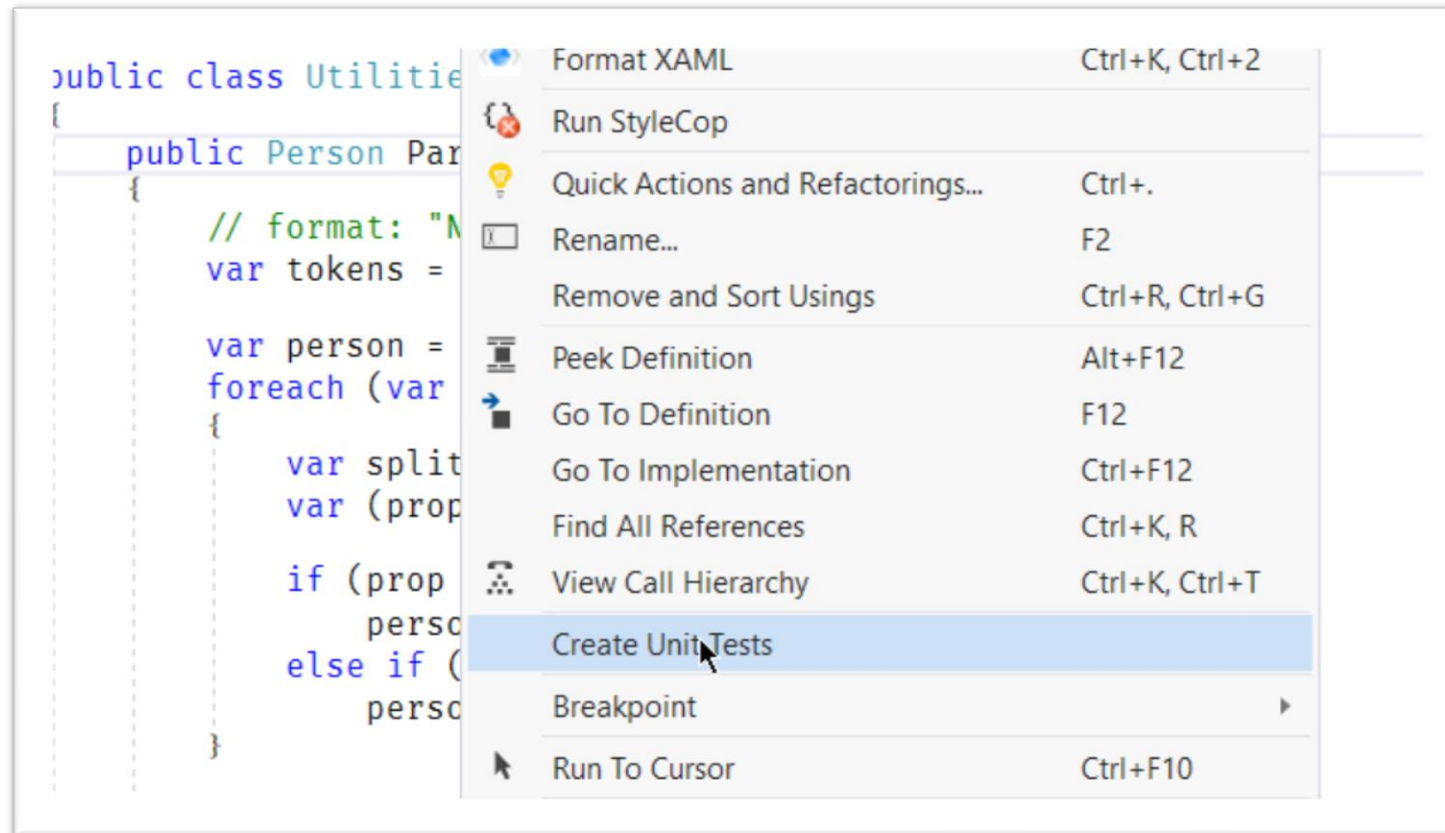 public class Utilitie
{
public Person Par
{
// format: "N
var tokens =
var person =
foreach (var
{
var split
var (prop
if (prop
perso
else if (
perso
}
Format XAML Ctrl+K, Ctrl+2
Run StyleCop
Quick Actions and Refactorings... Ctrl+.
Rename... F2
Remove and Sort Usings Ctrl+R, Ctrl+G
Peek Definition Alt+F12
Go To Definition F12
Go To Implementation Ctrl+F12
Find All References Ctrl+K, R
View Call Hierarchy Ctrl+K, Ctrl+T
Create Unit Tests
Breakpoint
Run To Cursor Ctrl+F10